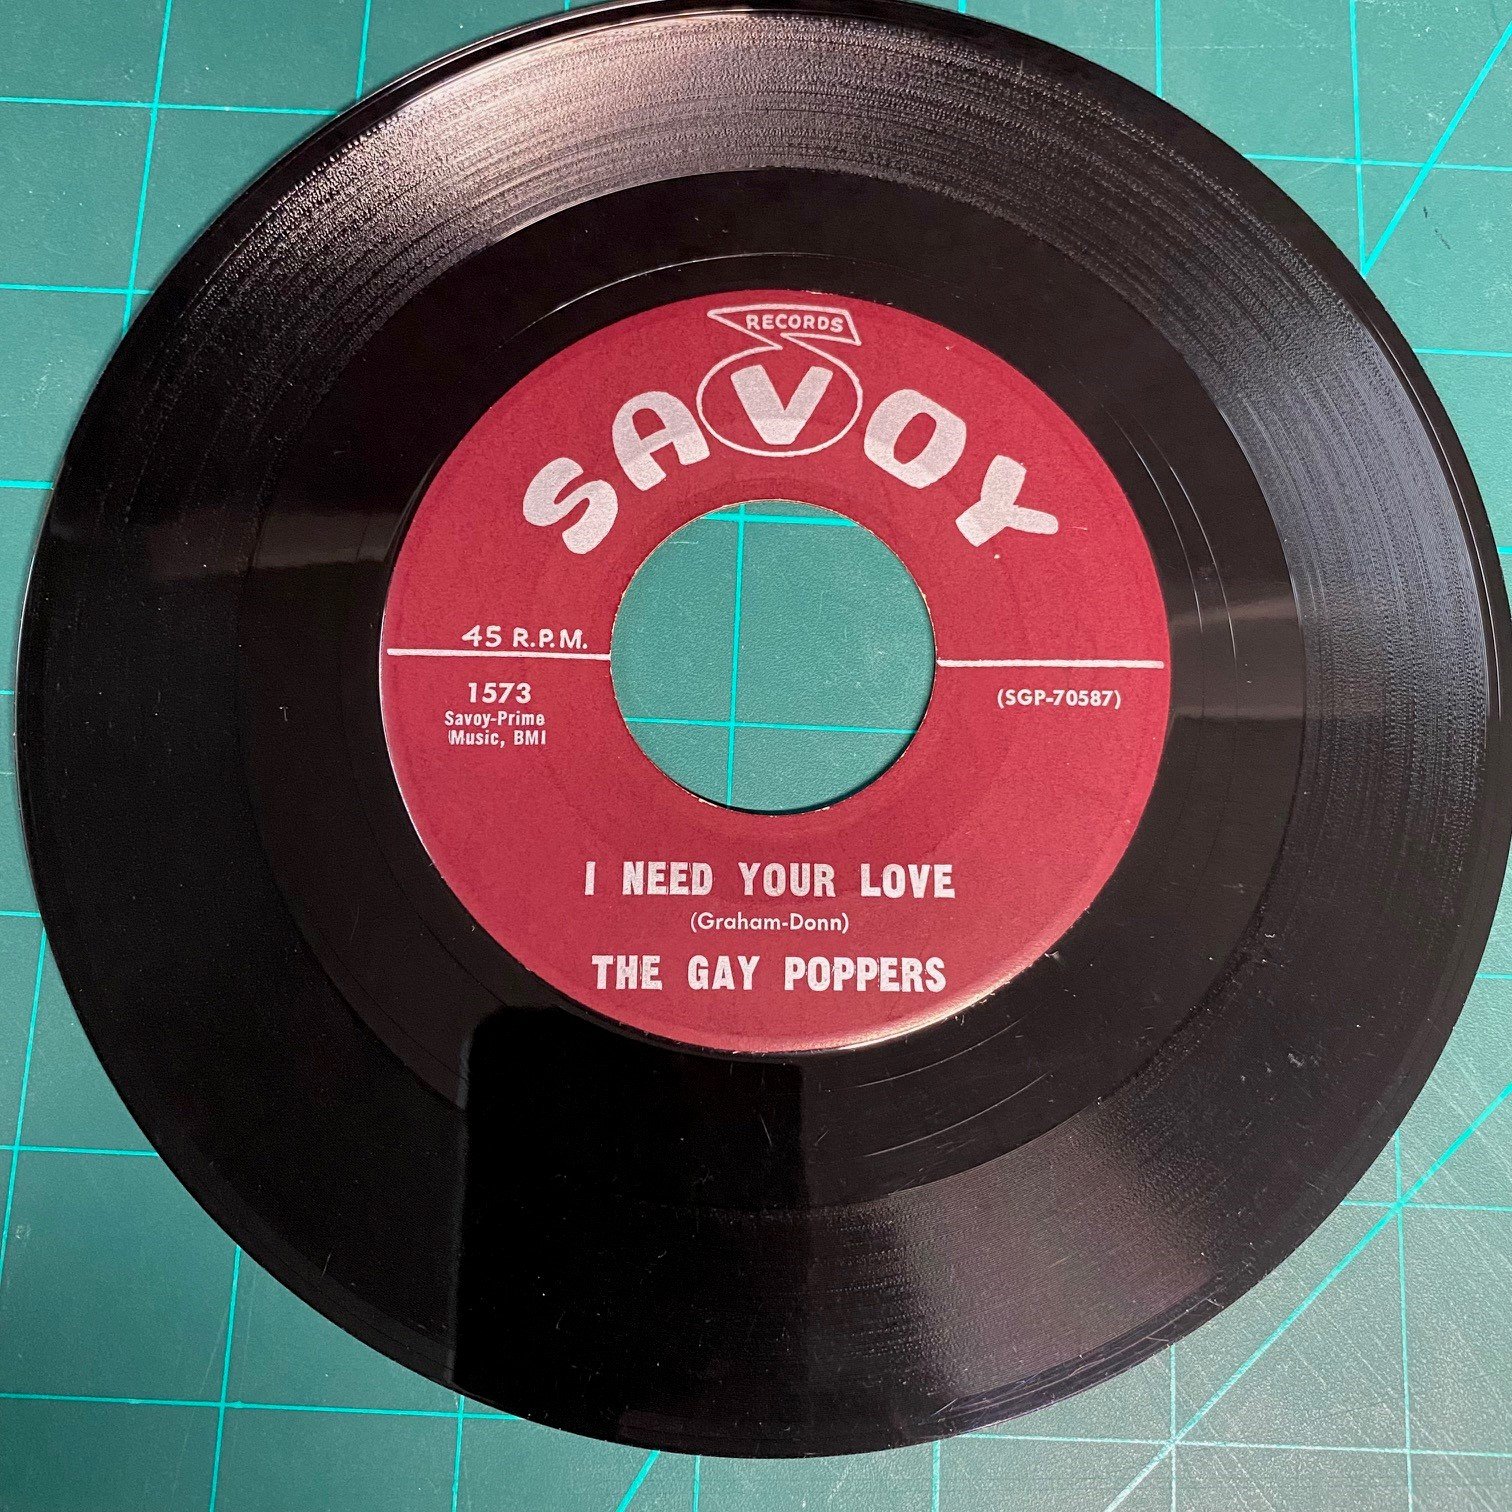 RECORDS
SAVOY
45 R.P.M.
1573
Savoy-Prime
Music, BMI
(SGP-70587)
I NEED YOUR LOVE
(Graham-Donn)
THE GAY POPPERS